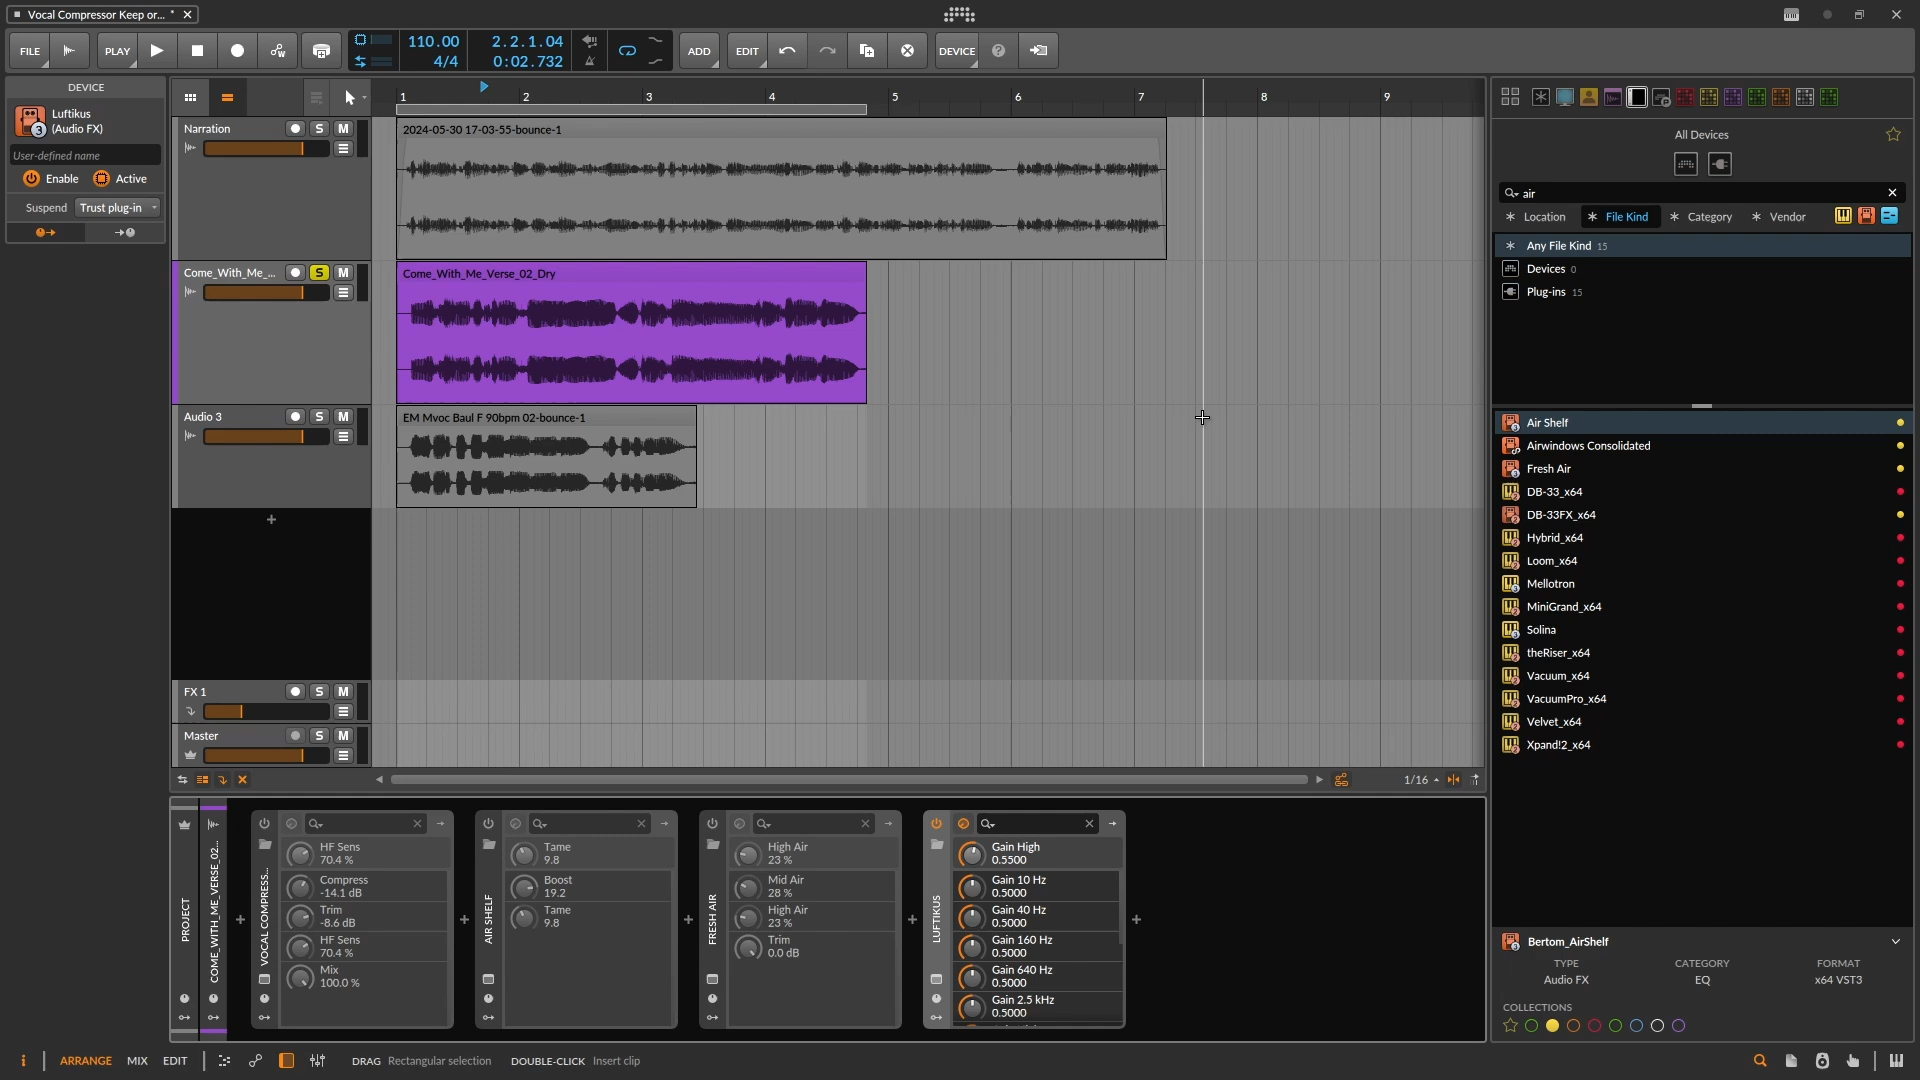 Vocal Compressor Keep or... *
FILE
PLAY
110.00
4/4
2.2.1.04
0:02.732
ADD
EDIT
DEVICE
DEVICE
Luftikus
(Audio FX)
User-defined name
Enable
Active
Suspend
Trust plug-in
1
2
3
4
5
6
7
8
9
Narration
S
M
2024-05-30 17-03-55-bounce-1
Come_With_Me_...
S
M
Come_With_Me_Verse_02_Dry
Audio 3
S
M
EM Mvoc Baul F 90bpm 02-bounce-1
FX 1
S
M
Master
S
M
1/16
All Devices
air
Location
File Kind
Category
Vendor
Any File Kind 15
Devices 0
Plug-ins 15
Air Shelf
Airwindows Consolidated
Fresh Air
DB-33_x64
DB-33FX_x64
Hybrid_x64
Loom_x64
Mellotron
MiniGrand_x64
Solina
theRiser_x64
Vacuum_x64
VacuumPro_x64
Velvet_x64
Xpand!2_x64
Bertom_AirShelf
TYPE
CATEGORY
FORMAT
Audio FX
EQ
x64 VST3
COLLECTIONS
PROJECT
COME_WITH_ME_VERSE_02...
VOCAL COMPRESS...
HF Sens
70.4 %
Compress
-14.1 dB
Trim
-8.6 dB
HF Sens
70.4 %
Mix
100.0 %
AIR SHELF
Tame
9.8
Boost
19.2
Tame
9.8
FRESH AIR
High Air
23 %
Mid Air
28 %
High Air
23 %
Trim
0.0 dB
LUFTIKUS
Gain High
0.5500
Gain 10 Hz
0.5000
Gain 40 Hz
0.5000
Gain 160 Hz
0.5000
Gain 640 Hz
0.5000
Gain 2.5 kHz
0.5000
ARRANGE
MIX
EDIT
DRAG Rectangular selection
DOUBLE-CLICK Insert clip